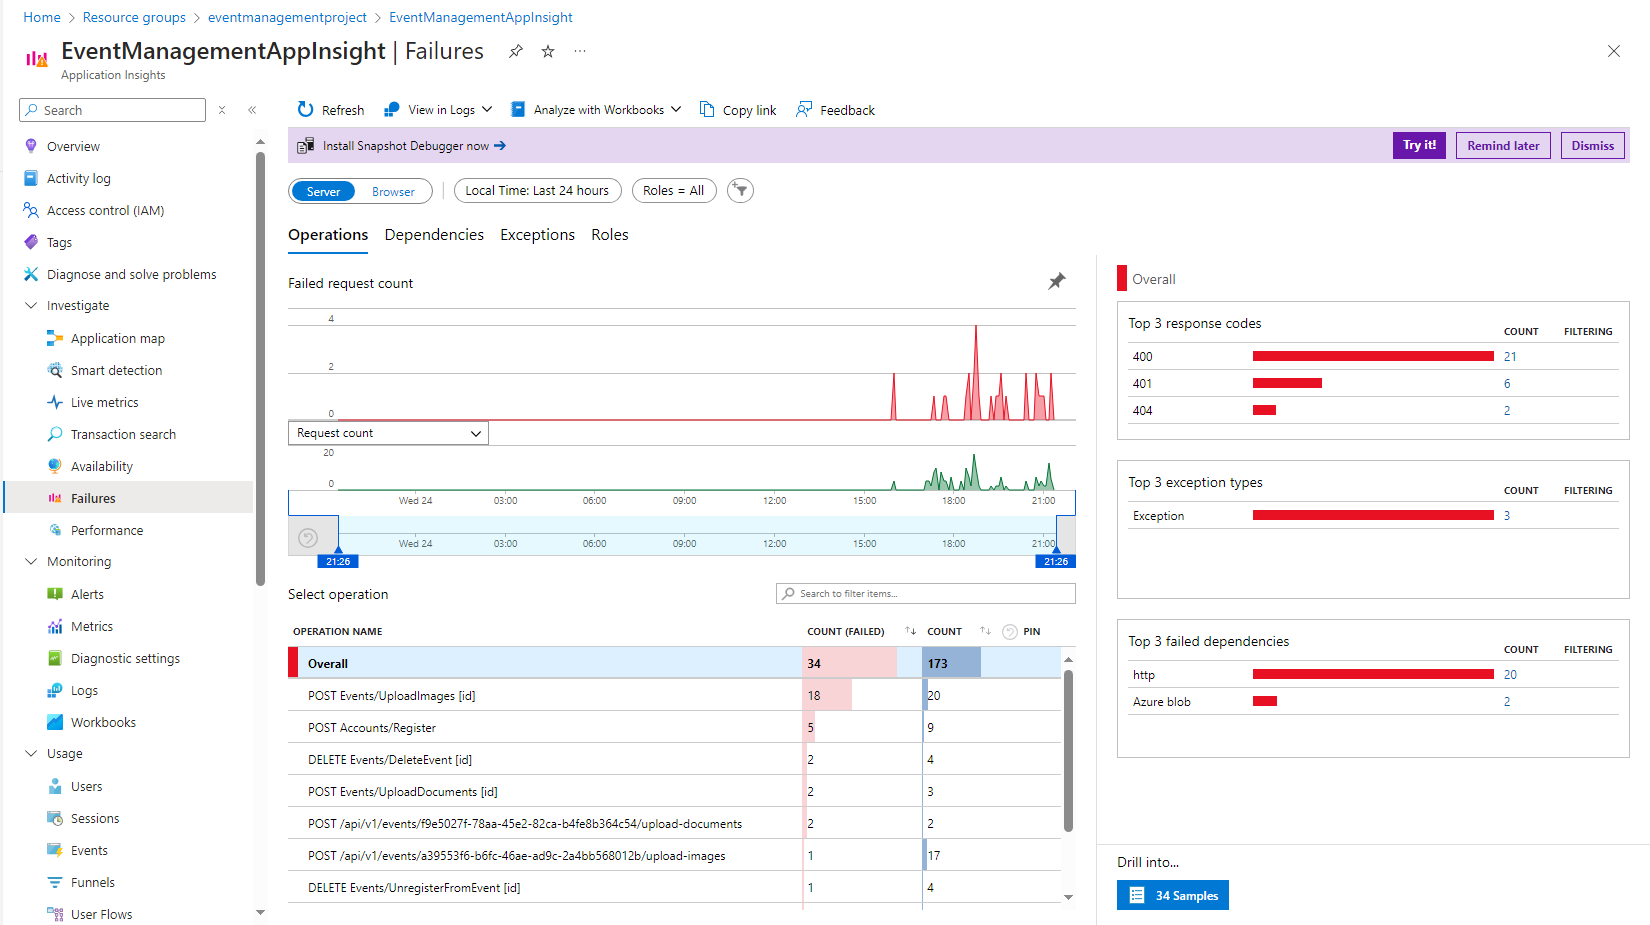 Home > Resource groups > eventmanagementproject > EventManagementAppInsight
EventManagementAppInsight | Failures
Application Insights
Search
Overview
Activity log
Access control (IAM)
Tags
Diagnose and solve problems
Investigate
Application map
Smart detection
Live metrics
Transaction search
Availability
Failures
Performance
Monitoring
Alerts
Metrics
Diagnostic settings
Logs
Workbooks
Usage
Users
Sessions
Events
Funnels
User Flows
Refresh View in Logs Analyze with Workbooks Copy link Feedback
Install Snapshot Debugger now → Try it! Remind later Dismiss
Server Browser Local Time: Last 24 hours Roles = All
Operations Dependencies Exceptions Roles
Failed request count
4
2
0
Request count
20
0
Wed 24 03:00 06:00 09:00 12:00 15:00 18:00 21:00
Wed 24 03:00 06:00 09:00 12:00 15:00 18:00 21:00
21:26 21:26
Select operation Search to filter items...
OPERATION NAME COUNT (FAILED) COUNT PIN
Overall 34 173
POST Events/UploadImages [id] 18 20
POST Accounts/Register 5 9
DELETE Events/DeleteEvent [id] 2 4
POST Events/UploadDocuments [id] 2 3
POST /api/v1/events/f9e5027f-78aa-45e2-82ca-b4fe8b364c54/upload-documents 2 2
POST /api/v1/events/a39553f6-b6fc-46ae-ad9c-2a4bb568012b/upload-images 1 17
DELETE Events/UnregisterFromEvent [id] 1 4
Overall
Top 3 response codes COUNT FILTERING
400 21
401 6
404 2
Top 3 exception types COUNT FILTERING
Exception 3
Top 3 failed dependencies COUNT FILTERING
http 20
Azure blob 2
Drill into...
34 Samples